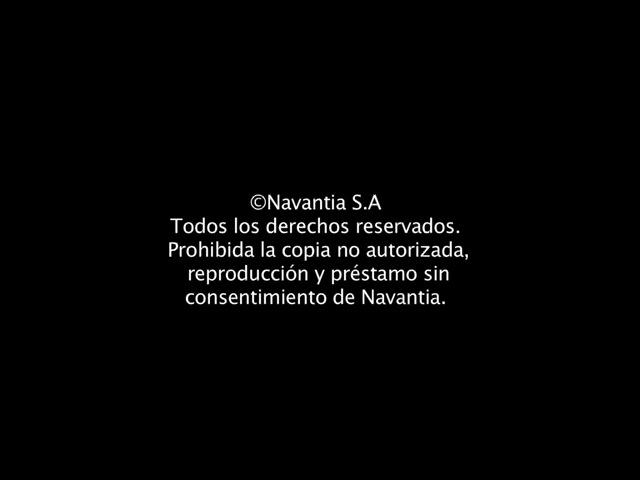 ©Navantia S.A
Todos los derechos reservados.
Prohibida la copia no autorizada,
reproducción y préstamo sin
consentimiento de Navantia.